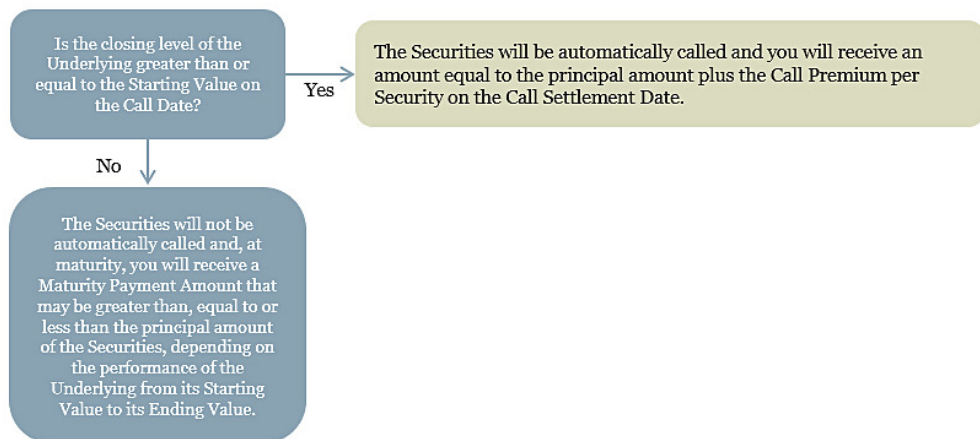 Is the closing level of the
Underlying greater than or
equal to the Starting Value on
the Call Date?
Yes
The Securities will be automatically called and you will receive an
amount equal to the principal amount plus the Call Premium per
Security on the Call Settlement Date.
No
The Securities will not be
automatically called and, at
maturity, you will receive a
Maturity Payment Amount that
may be greater than, equal to or
less than the principal amount
of the Securities, depending on
the performance of the
Underlying from its Starting
Value to its Ending Value.